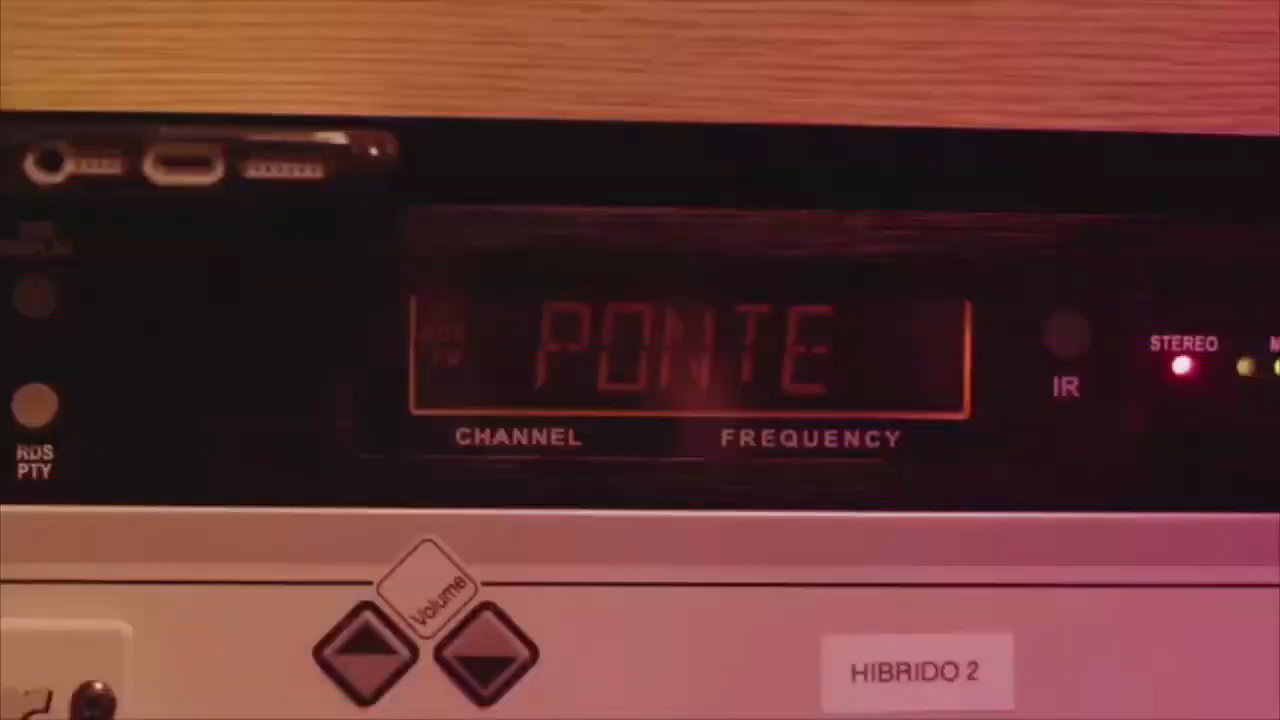 PONTE
CHANNEL
FREQUENCY
IR
STEREO
RDS
PTY
Volume
HIBRIDO 2